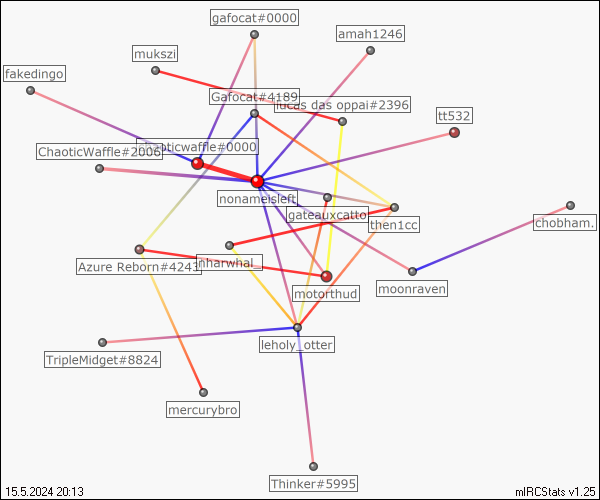 gafocat#0000
amah1246
mukszi
fakedingo
Gafocat#4189
lucas das oppai#2396
tt532
chaoticwaffle#0000
ChaoticWaffle#2006
nonameisleft
gateauxcatto
then1cc
chobham.
nharwhal_
Azure Reborn#4243
motorthud
moonraven
leholy_otter
TripleMidget#8824
mercurybro
Thinker#5995
15.5.2024 20:13
mIRCStats v1.25